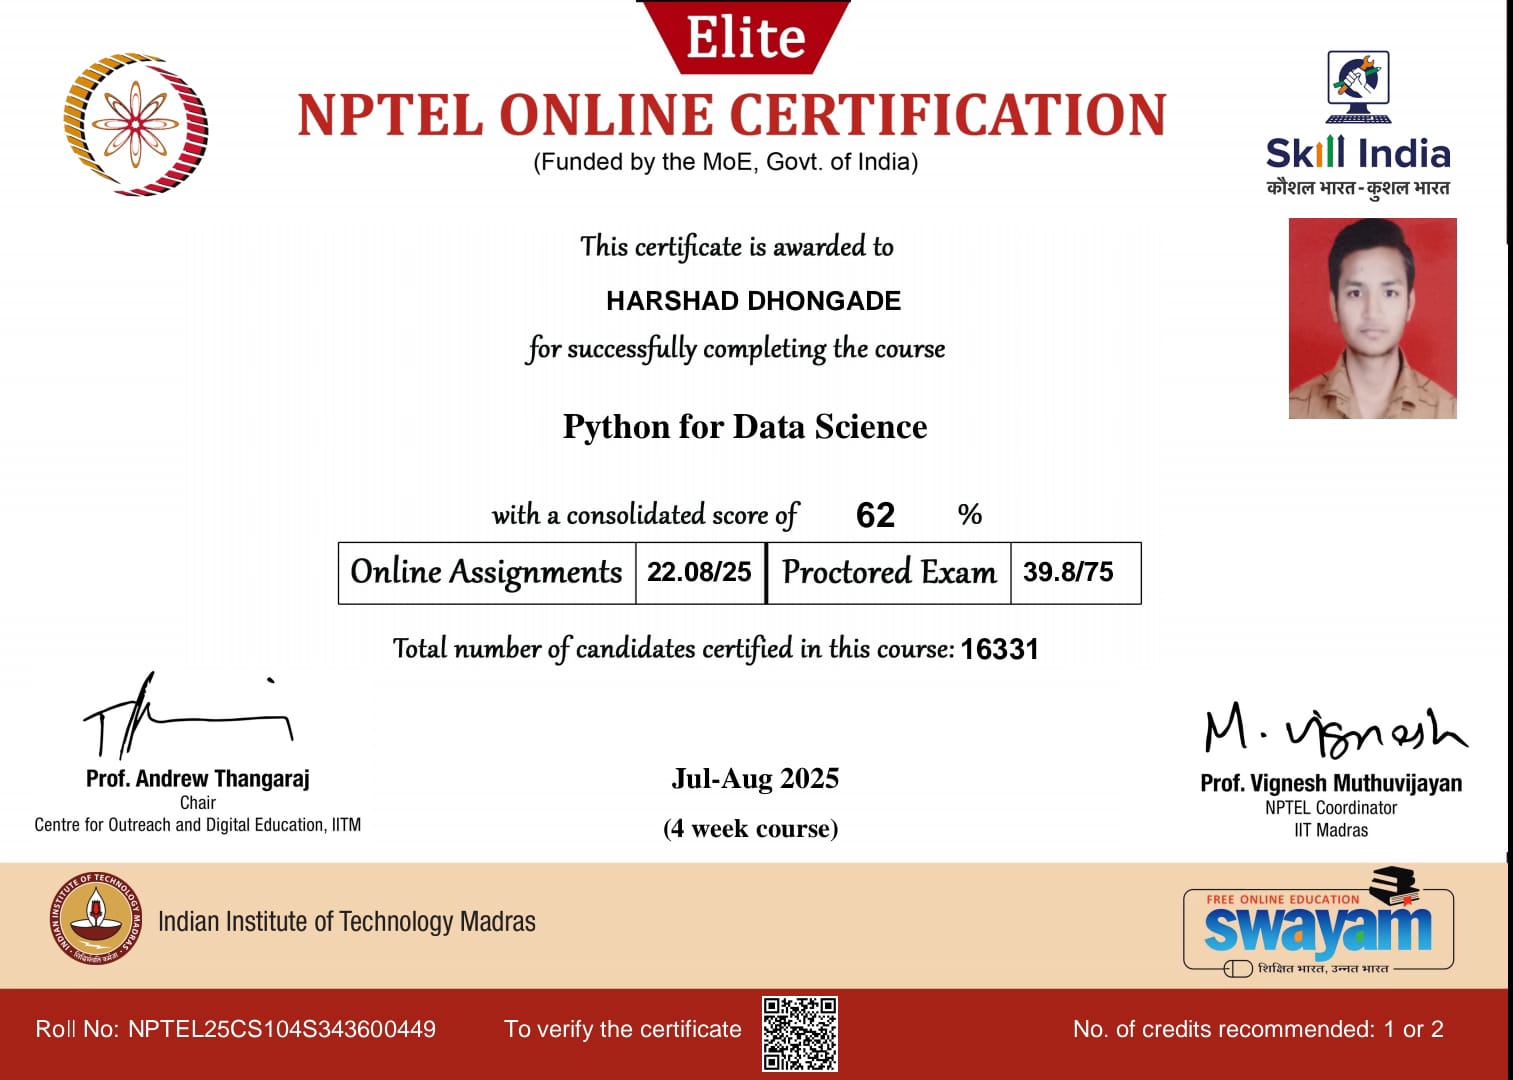 Elite
NPTEL ONLINE CERTIFICATION
(Funded by the MoE, Govt. of India)
Skill India
कौशल भारत - कुशल भारत
This certificate is awarded to
HARSHAD DHONGADE
for successfully completing the course
Python for Data Science
with a consolidated score of 62 %
Online Assignments 22.08/25 Proctored Exam 39.8/75
Total number of candidates certified in this course: 16331
M. Vignesh
Prof. Andrew Thangaraj
Chair
Centre for Outreach and Digital Education, IITM
Jul-Aug 2025
(4 week course)
Prof. Vignesh Muthuvijayan
NPTEL Coordinator
IIT Madras
INDIAN INSTITUTE OF TECHNOLOGY MADRAS
Indian Institute of Technology Madras
FREE ONLINE EDUCATION
swayam
शिक्षित भारत, उन्नत भारत
Roll No: NPTEL25CS104S343600449
To verify the certificate
No. of credits recommended: 1 or 2